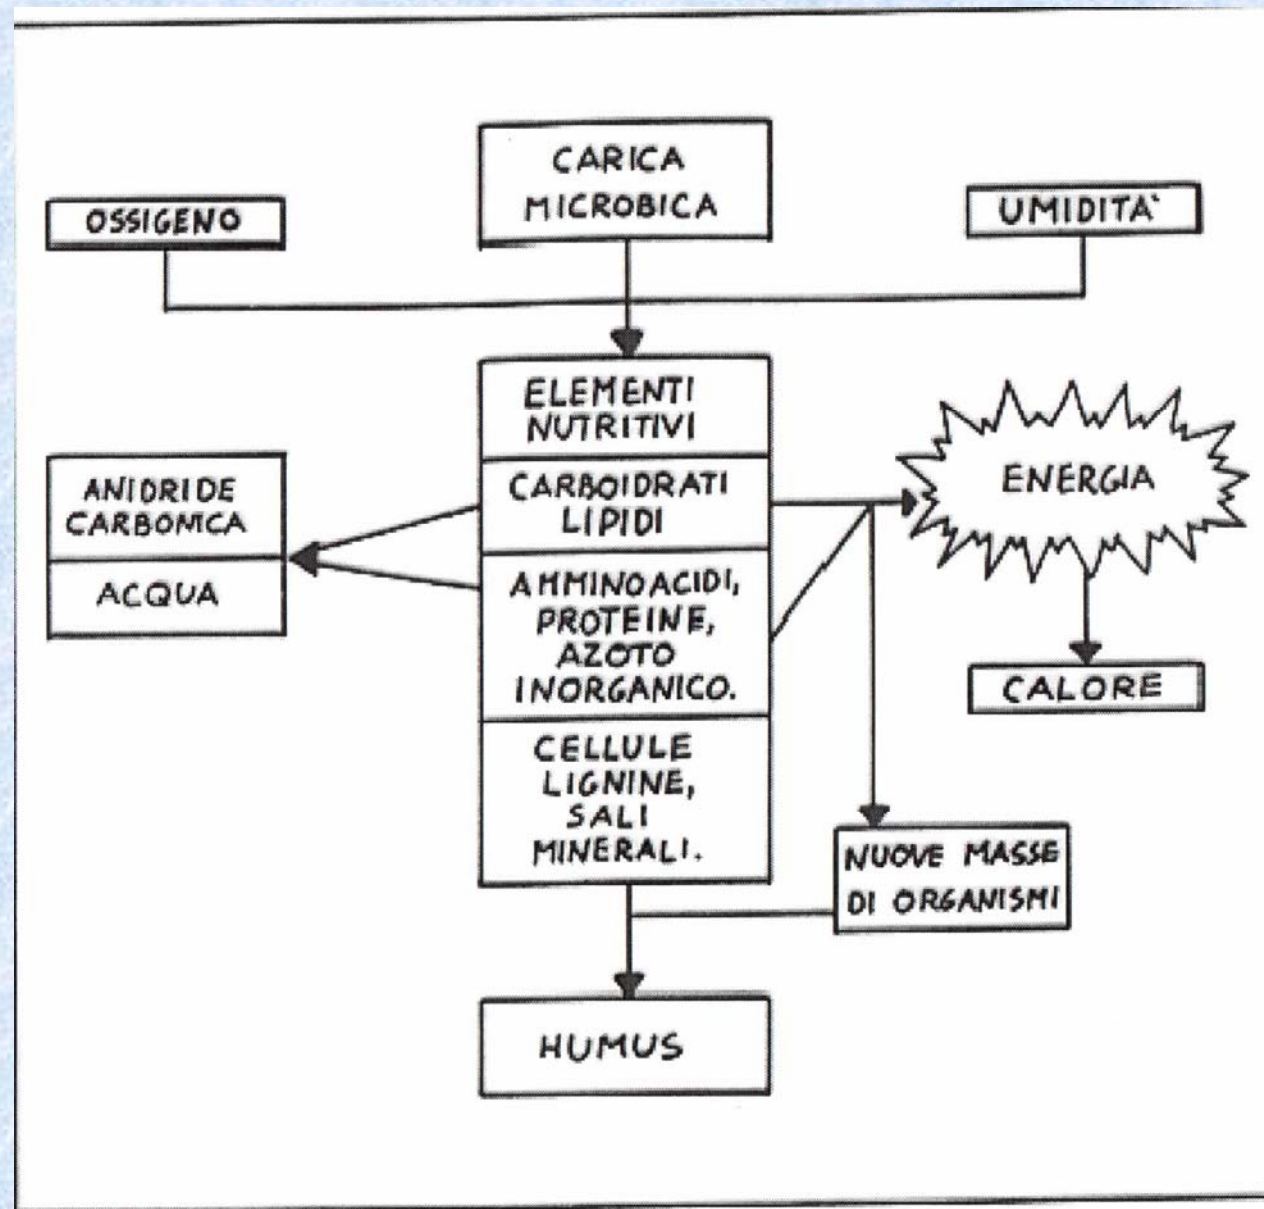 CARICA
MICROBICA
OSSIGENO
UMIDITÀ
ELEMENTI
NUTRITIVI
CARBOIDRATI
LIPIDI
AMMINOACIDI,
PROTEINE,
AZOTO
INORGANICO.
CELLULE
LIGNINE,
SALI
MINERALI.
ANIDRIDE
CARBONICA
ACQUA
ENERGIA
CALORE
NUOVE MASSE
DI ORGANISMI
HUMUS